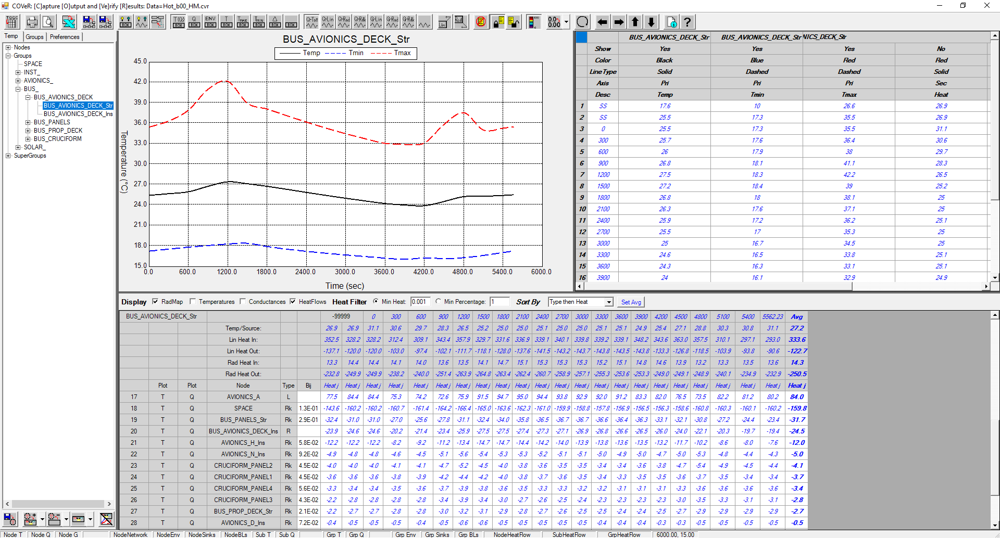 COVeR: [C]apture [O]utput and [Ve]rify [R]esults: Data=Hot_b00_HM.cvr
TQGC T(Q) BOX Q BOX ENV BOX T BOX TMAX BOX TMIN BOX Δ BOX BOX Q-Tot Q-Lin Q-Rad Q-Rdk G-Lin G-Rad G-Rdk Lin Rad 0.0 0.00 ?
Temp Groups Preferences
Nodes
Groups
SPACE
INST_
AVIONICS_
BUS_
BUS_AVIONICS_DECK
BUS_AVIONICS_DECK_Str
BUS_AVIONICS_DECK_Ins
BUS_PANELS
BUS_PROP_DECK
BUS_CRUCIFORM
SOLAR_
SuperGroups
BUS_AVIONICS_DECK_Str
Temp Tmin Tmax
45.0
42.0
39.0
36.0
33.0
30.0
27.0
24.0
21.0
18.0
15.0
Temperature (°C)
0.0 600.0 1200.0 1800.0 2400.0 3000.0 3600.0 4200.0 4800.0 5400.0 6000.0
Time (sec)
BUS_AVIONICS_DECK_Str BUS_AVIONICS_DECK_Str NICS_DECK_Str
Show Yes Yes Yes No
Color Black Blue Red Red
LineType Solid Dashed Dashed Solid
Axis Pri Pri Pri Sec
Desc Temp Tmin Tmax Heat
1 SS 17.6 10 26.6 26.9
2 SS 25.5 17.3 35.5 26.9
3 0 25.5 17.3 35.5 31.1
4 300 25.7 17.6 36.4 30.6
5 600 26 17.9 38 29.7
6 900 26.8 18.1 41.1 28.3
7 1200 27.5 18.3 42.2 26.5
8 1500 27.2 18.4 39 25.2
9 1800 26.8 18 38.1 25
10 2100 26.3 17.6 37.1 25
11 2400 25.9 17.2 36.2 25.1
12 2700 25.5 17 35.3 25
13 3000 25 16.7 34.5 25
14 3300 24.6 16.5 33.8 25.1
15 3600 24.3 16.3 33.1 25.1
16 3900 24 16.1 32.9 24.9
Display RadMap Temperatures Conductances HeatFlows Heat Filter Min Heat: 0.001 Min Percentage: 1 Sort By Type then Heat Set Avg
BUS_AVIONICS_DECK_Str -99999 0 300 600 900 1200 1500 1800 2100 2400 2700 3000 3300 3600 3900 4200 4500 4800 5100 5400 5562.23 Avg
Temp/Source: 26.9 26.9 31.1 30.6 29.7 28.3 26.5 25.2 25.0 25.0 25.1 25.0 25.0 25.1 25.1 24.9 25.4 27.1 28.8 30.3 30.8 31.1 27.2
Lin Heat In: 352.5 328.2 328.2 312.4 309.1 343.4 357.9 329.7 331.6 336.9 339.1 340.1 339.8 339.2 339.1 348.2 343.6 363.0 357.5 310.1 297.1 293.0 333.6
Lin Heat Out: -137.1 -120.0 -120.0 -103.0 -97.4 -102.1 -111.7 -118.1 -128.0 -137.6 -141.5 -143.2 -143.7 -143.8 -143.5 -143.8 -133.3 -126.8 -118.5 -103.9 -93.8 -90.6 -122.7
Rad Heat In: 13.3 14.4 14.4 14.1 14.0 13.6 13.5 14.1 14.7 15.1 15.3 15.3 15.3 15.2 15.1 14.8 14.6 13.9 13.2 13.3 13.5 13.6 14.3
Rad Heat Out: -232.8 -249.9 -249.9 -238.2 -240.0 -251.4 -263.9 -264.8 -263.4 -262.4 -260.7 -258.9 -257.1 -255.3 -253.6 -253.3 -249.0 -249.1 -248.9 -240.1 -234.9 -232.9 -250.5
Plot Plot Node Type Bij Heat j Heat j Heat j Heat j Heat j Heat j Heat j Heat j Heat j Heat j Heat j Heat j Heat j Heat j Heat j Heat j Heat j Heat j Heat j Heat j Heat j Heat j Heat j
17 T Q AVIONICS_A L 77.5 84.4 84.4 75.3 74.2 72.6 75.9 91.5 94.7 95.0 94.4 93.8 92.9 92.0 91.2 83.3 82.0 76.5 73.5 82.2 81.2 80.2 84.0
18 T Q SPACE Rk 1.3E-01 -143.6 -160.2 -160.2 -160.7 -161.4 -164.2 -166.4 -165.0 -163.6 -162.3 -161.0 -159.9 -158.8 -157.8 -156.9 -156.5 -156.3 -158.6 -160.8 -160.3 -160.1 -160.2 -159.8
19 T Q BUS_PANELS_Str Rk 2.9E-01 -32.4 -31.0 -31.0 -27.0 -25.6 -27.8 -31.1 -32.4 -34.0 -35.8 -36.5 -36.7 -36.7 -36.6 -36.4 -36.3 -33.1 -32.1 -30.8 -27.2 -24.4 -23.4 -31.7
20 T Q BUS_AVIONICS_DECK_Ins R -23.9 -24.6 -24.6 -20.2 -21.4 -23.4 -25.9 -27.5 -27.5 -27.4 -27.3 -27.1 -26.9 -26.8 -26.6 -26.5 -26.0 -24.0 -22.1 -20.3 -19.7 -19.4 -24.5
21 T Q AVIONICS_H_Ins Rk 5.8E-02 -12.2 -12.2 -12.2 -8.2 -9.2 -11.2 -13.4 -14.7 -14.7 -14.4 -14.2 -14.0 -13.9 -13.8 -13.6 -13.5 -13.2 -11.7 -10.2 -8.6 -8.0 -7.6 -12.0
22 T Q AVIONICS_N_Ins Rk 9.2E-02 -4.9 -4.8 -4.8 -4.6 -4.5 -5.1 -5.6 -5.4 -5.3 -5.3 -5.2 -5.1 -5.1 -5.0 -4.9 -5.0 -4.7 -5.0 -5.3 -4.8 -4.4 -4.3 -5.0
23 T Q CRUCIFORM_PANEL2 Rk 4.5E-02 -4.0 -4.0 -4.0 -4.1 -4.1 -4.7 -5.2 -4.5 -4.0 -3.8 -3.6 -3.5 -3.5 -3.4 -3.4 -3.6 -3.8 -4.7 -5.4 -4.9 -4.5 -4.4 -4.1
24 T Q CRUCIFORM_PANEL1 Rk 4.5E-02 -3.6 -3.6 -3.6 -3.8 -3.9 -4.2 -4.4 -4.2 -4.0 -3.8 -3.7 -3.6 -3.5 -3.4 -3.3 -3.5 -3.5 -3.6 -3.7 -3.5 -3.4 -3.4 -3.7
25 T Q CRUCIFORM_PANEL4 Rk 5.6E-02 -3.3 -3.4 -3.4 -3.5 -3.6 -3.7 -3.9 -3.8 -3.6 -3.5 -3.3 -3.3 -3.2 -3.2 -3.1 -3.1 -3.1 -3.3 -3.6 -3.6 -3.6 -3.6 -3.4
26 T Q CRUCIFORM_PANEL3 Rk 4.3E-02 -2.2 -2.8 -2.8 -2.8 -2.8 -3.4 -3.9 -3.4 -3.0 -2.7 -2.6 -2.5 -2.4 -2.3 -2.3 -2.3 -2.3 -3.0 -3.5 -3.3 -3.1 -3.1 -2.8
27 T Q BUS_PROP_DECK_Str Rk 2.1E-02 -2.2 -2.7 -2.7 -2.8 -2.8 -3.0 -3.2 -3.1 -2.9 -2.8 -2.7 -2.6 -2.5 -2.5 -2.4 -2.4 -2.5 -2.7 -2.9 -2.9 -2.9 -2.9 -2.7
28 T Q AVIONICS_D_Ins Rk 7.2E-02 -0.4 -0.5 -0.5 -0.5 -0.4 -0.5 -0.6 -0.6 -0.5 -0.5 -0.5 -0.5 -0.5 -0.4 -0.4 -0.4 -0.3 -0.3 -0.5 -0.5 -0.5 -0.5 -0.5
Node T Node Q Node G NodeNetwork NodeEnv NodeSinks NodeBLs Sub T Sub Q Grp T Grp Q Grp Env Grp Sinks Grp BLs NodeHeatFlow SubHeatFlow GrpHeatFlow 6000.00, 15.00